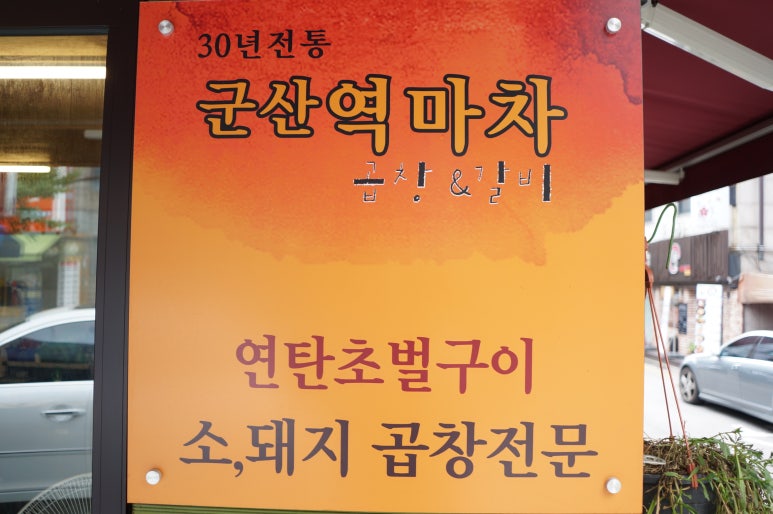 30년전통
군산역마차
곱창&갈비
연탄초벌구이
소,돼지 곱창전문